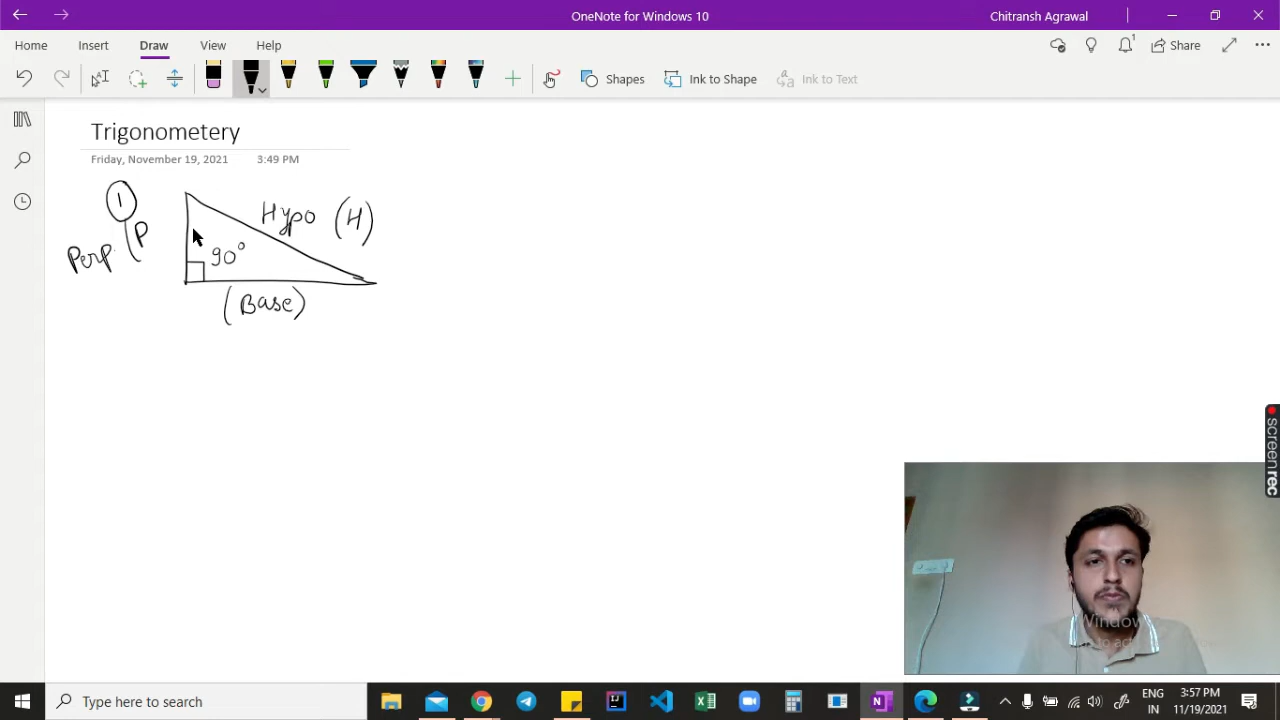 OneNote for Windows 10
Chitransh Agrawal
Home Insert Draw View Help
Share
Shapes
Ink to Shape
Ink to Text
Trigonometery
Friday, November 19, 2021 3:49 PM
1
Hypo (H)
Perp. (P
90°
(Base)
screenrec
Window
Type here to search
ENG
IN
3:57 PM
11/19/2021